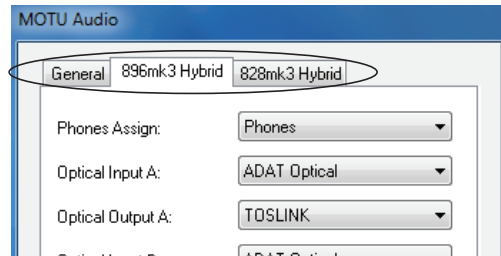 MOTU Audio
General 896mk3 Hybrid 828mk3 Hybrid
Phones Assign: Phones
Optical Input A: ADAT Optical
Optical Output A: TOSLINK